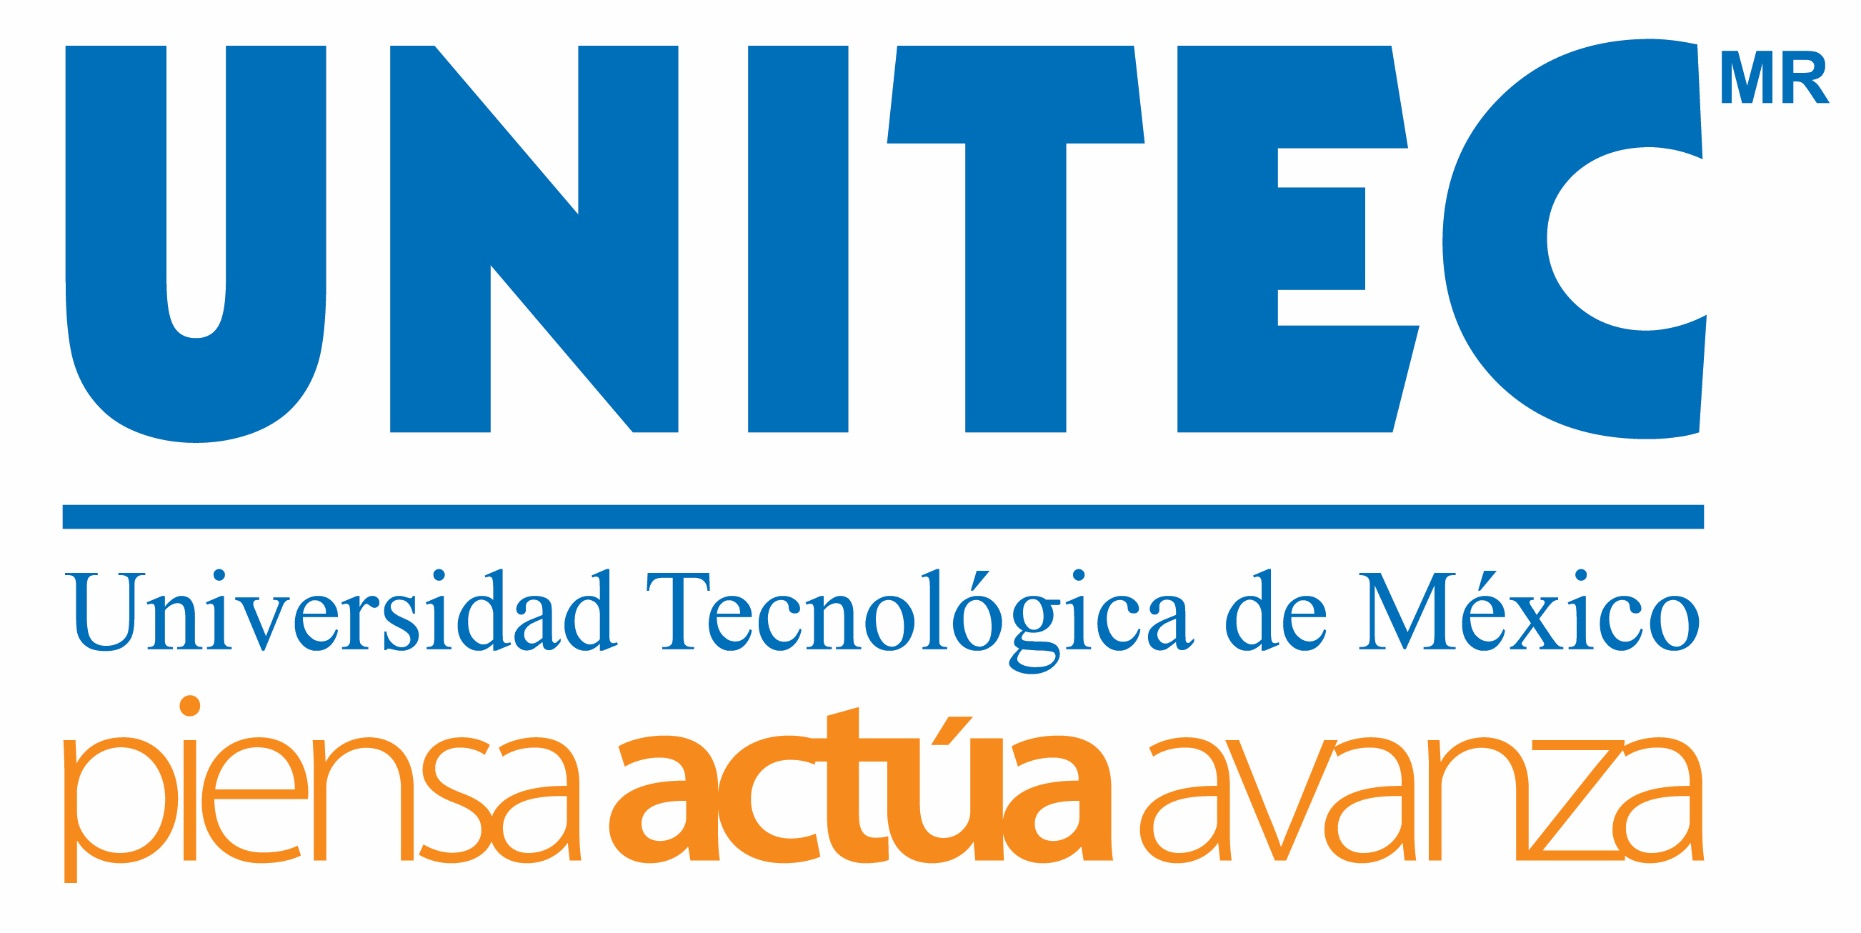 UNITEC MR
Universidad Tecnológica de México
piensa actúa avanza